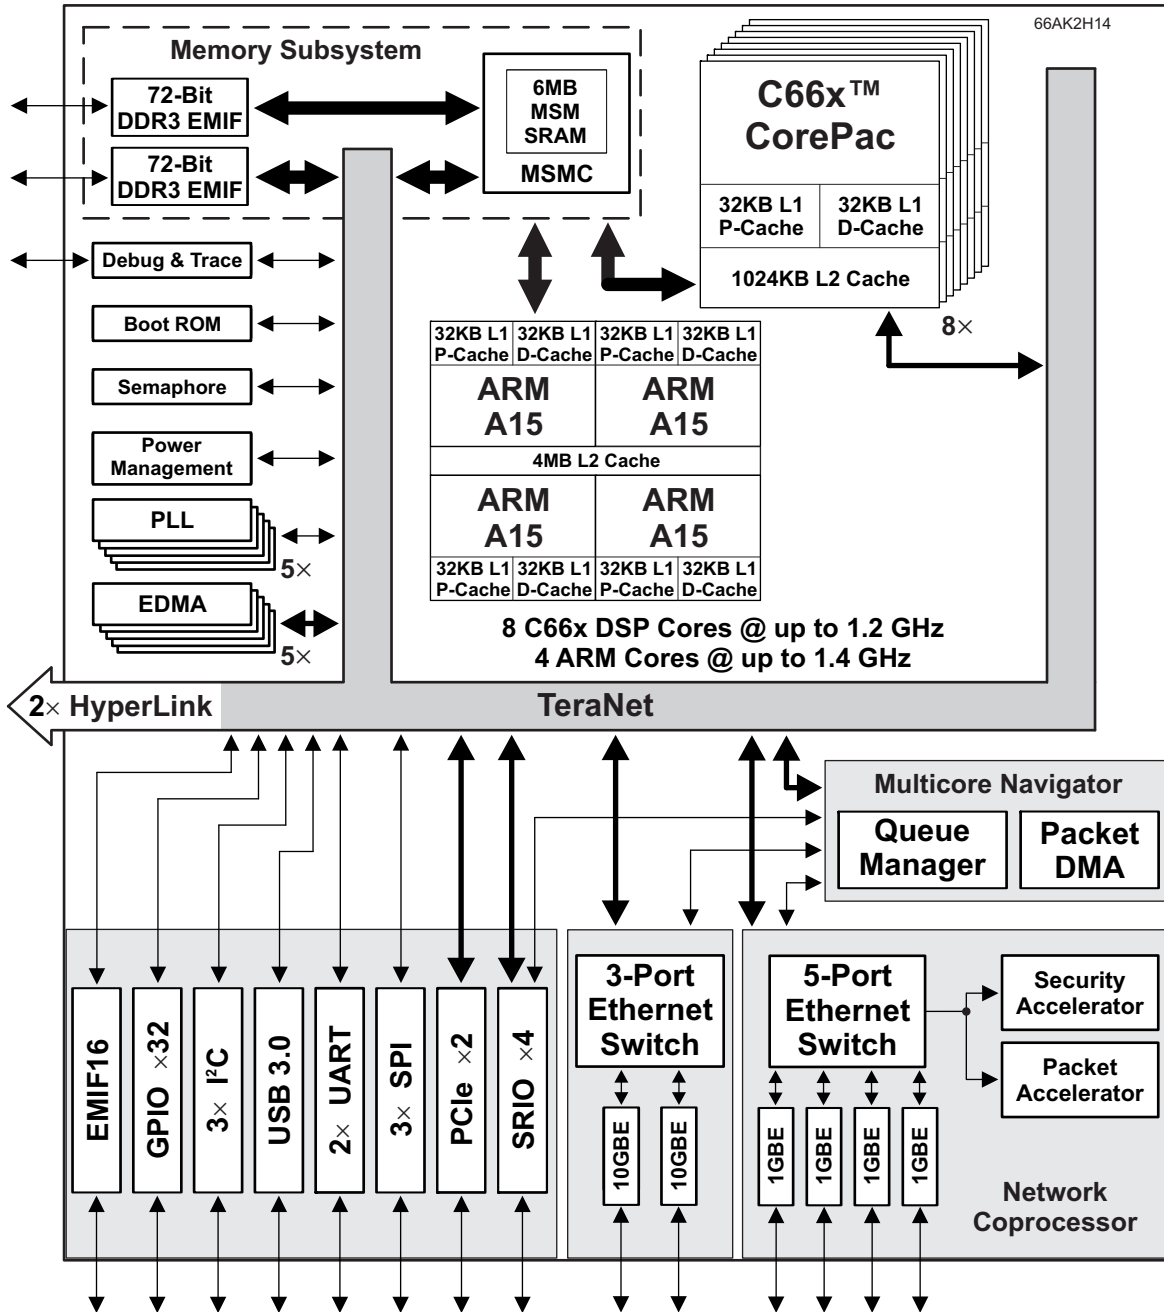 66AK2H14
Memory Subsystem
72-Bit
DDR3 EMIF
72-Bit
DDR3 EMIF
6MB
MSM
SRAM
MSMC
C66x™
CorePac
32KB L1
P-Cache
32KB L1
D-Cache
1024KB L2 Cache
8×
Debug & Trace
Boot ROM
Semaphore
Power
Management
PLL
5×
EDMA
5×
32KB L1
P-Cache
32KB L1
D-Cache
32KB L1
P-Cache
32KB L1
D-Cache
ARM
A15
ARM
A15
4MB L2 Cache
ARM
A15
ARM
A15
32KB L1
P-Cache
32KB L1
D-Cache
32KB L1
P-Cache
32KB L1
D-Cache
8 C66x DSP Cores @ up to 1.2 GHz
4 ARM Cores @ up to 1.4 GHz
2× HyperLink
TeraNet
Multicore Navigator
Queue
Manager
Packet
DMA
EMIF16
GPIO ×32
3× I²C
USB 3.0
2× UART
3× SPI
PCIe ×2
SRIO ×4
3-Port
Ethernet
Switch
10GBE
10GBE
5-Port
Ethernet
Switch
1GBE
1GBE
1GBE
1GBE
Security
Accelerator
Packet
Accelerator
Network
Coprocessor